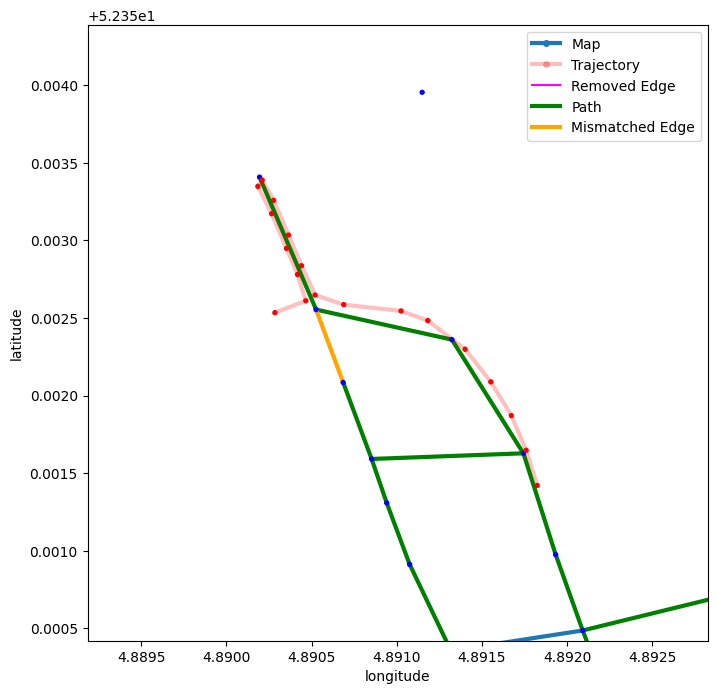 +5.235e1
Map
Trajectory
Removed Edge
Path
Mismatched Edge
latitude
0.0040
0.0035
0.0030
0.0025
0.0020
0.0015
0.0010
0.0005
4.8895 4.8900 4.8905 4.8910 4.8915 4.8920 4.8925
longitude